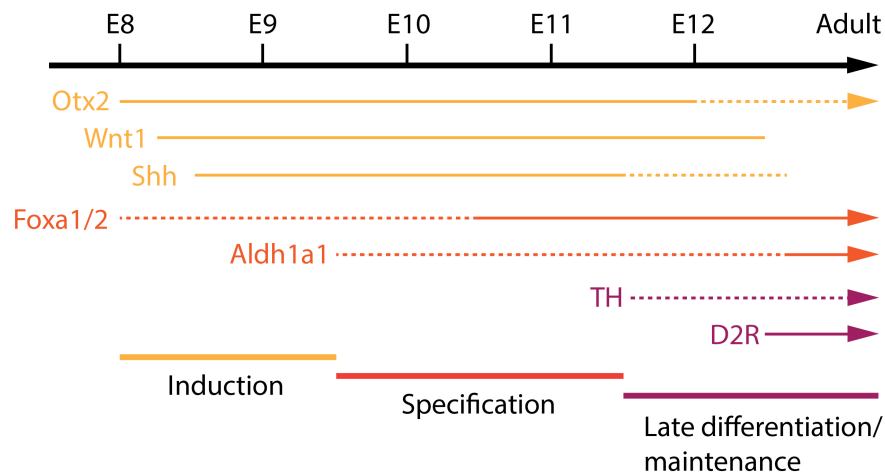 E8 E9 E10 E11 E12 Adult
Otx2
Wnt1
Shh
Foxa1/2
Aldh1a1
TH
D2R
Induction
Specification
Late differentiation/
maintenance